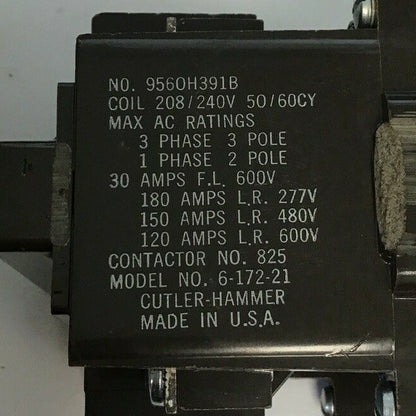 NO. 9560H391B
COIL 208/240V 50/60CY
MAX AC RATINGS
3 PHASE 3 POLE
1 PHASE 2 POLE
30 AMPS F.L. 600V
180 AMPS L.R. 277V
150 AMPS L.R. 480V
120 AMPS L.R. 600V
CONTACTOR NO. 825
MODEL NO. 6-172-21
CUTLER-HAMMER
MADE IN U.S.A.